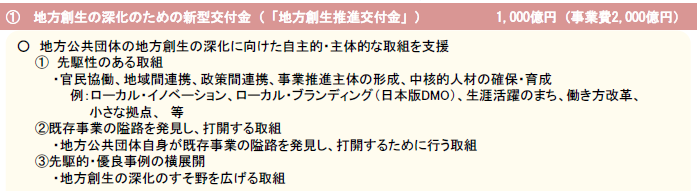 ① 地方創生の深化のための新型交付金(「地方創生推進交付金」) 1,000億円(事業費2,000億円)
○ 地方公共団体の地方創生の深化に向けた自主的・主体的な取組を支援
① 先駆性のある取組
・官民協働、地域間連携、政策間連携、事業推進主体の形成、中核的人材の確保・育成
例:ローカル・イノベーション、ローカル・ブランディング(日本版DMO)、生涯活躍のまち、働き方改革、
小さな拠点、 等
②既存事業の隘路を発見し、打開する取組
・地方公共団体自身が既存事業の隘路を発見し、打開するために行う取組
③先駆的・優良事例の横展開
・地方創生の深化のすそ野を広げる取組